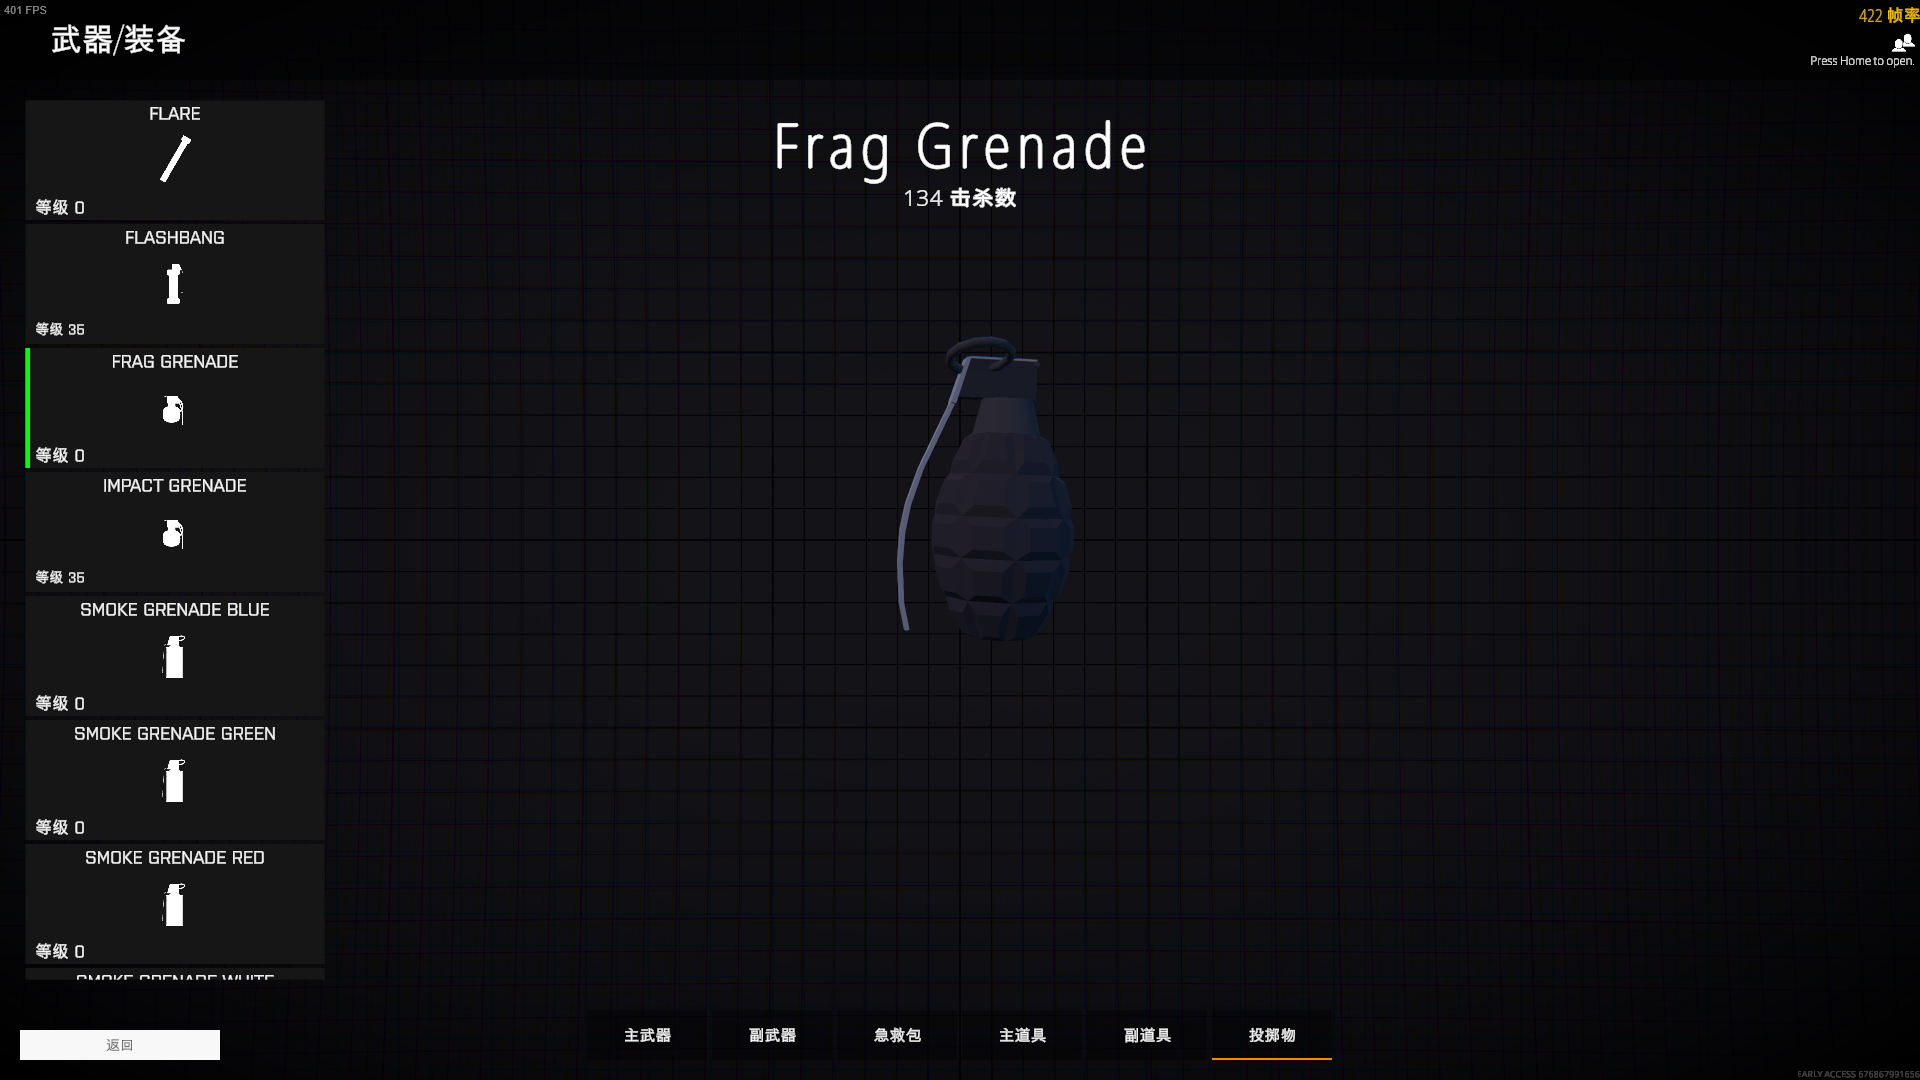 401 FPS
422 帧率
武器/装备
Press Home to open.
FLARE
等级 0
FLASHBANG
等级 35
FRAG GRENADE
等级 0
IMPACT GRENADE
等级 35
SMOKE GRENADE BLUE
等级 0
SMOKE GRENADE GREEN
等级 0
SMOKE GRENADE RED
等级 0
SMOKE GRENADE WHITE
Frag Grenade
134 击杀数
返回
主武器
副武器
急救包
主道具
副道具
投掷物
EARLY ACCESS 676867991656